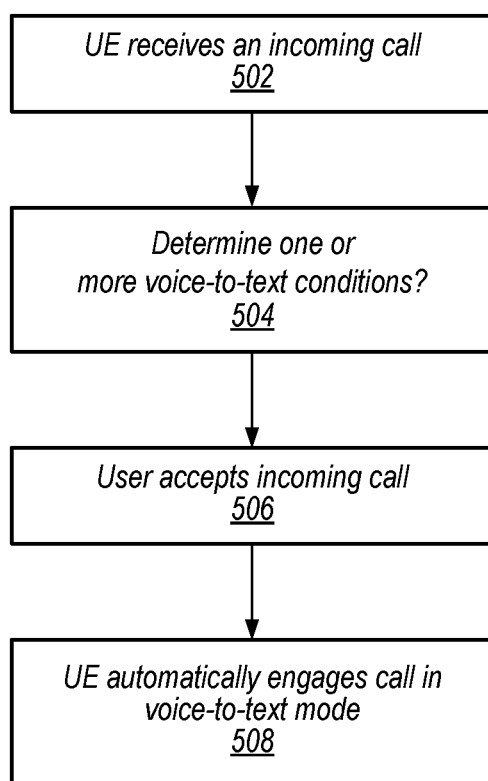 UE receives an incoming call
502
Determine one or
more voice-to-text conditions?
504
User accepts incoming call
506
UE automatically engages call in
voice-to-text mode
508